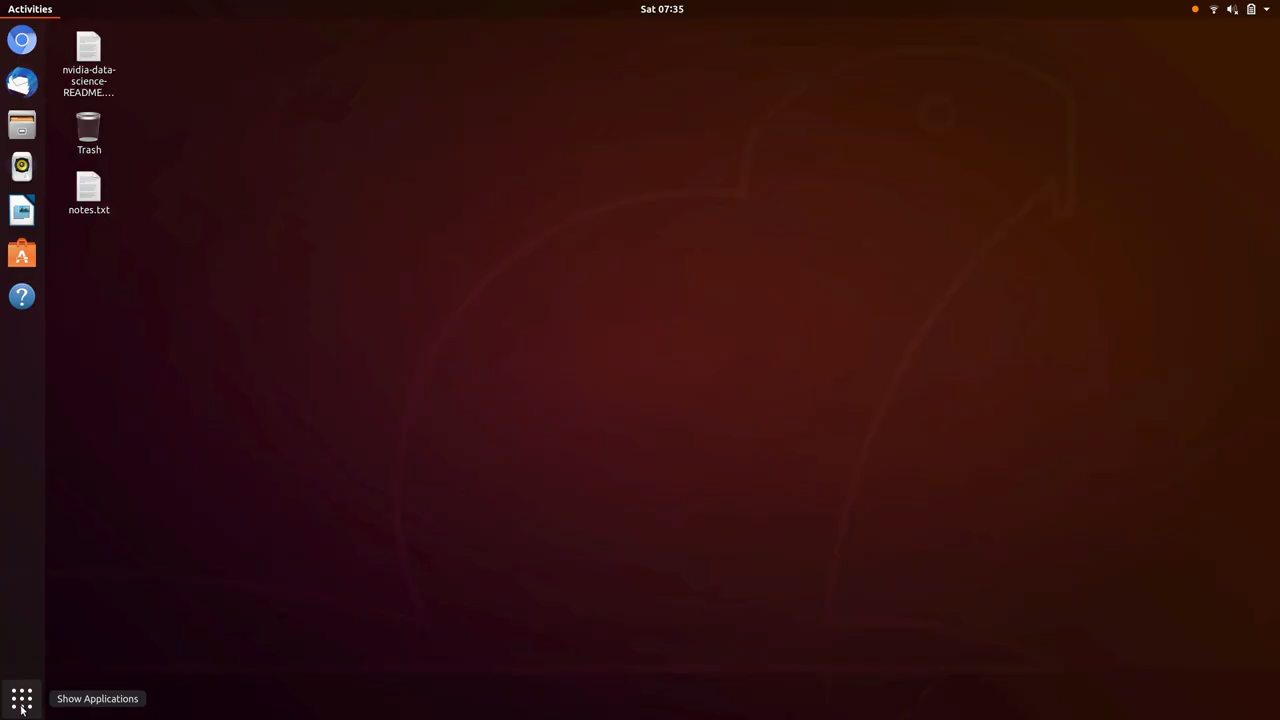 Activities
Sat 07:35
nvidia-data-
science-
README....
Trash
notes.txt
Show Applications